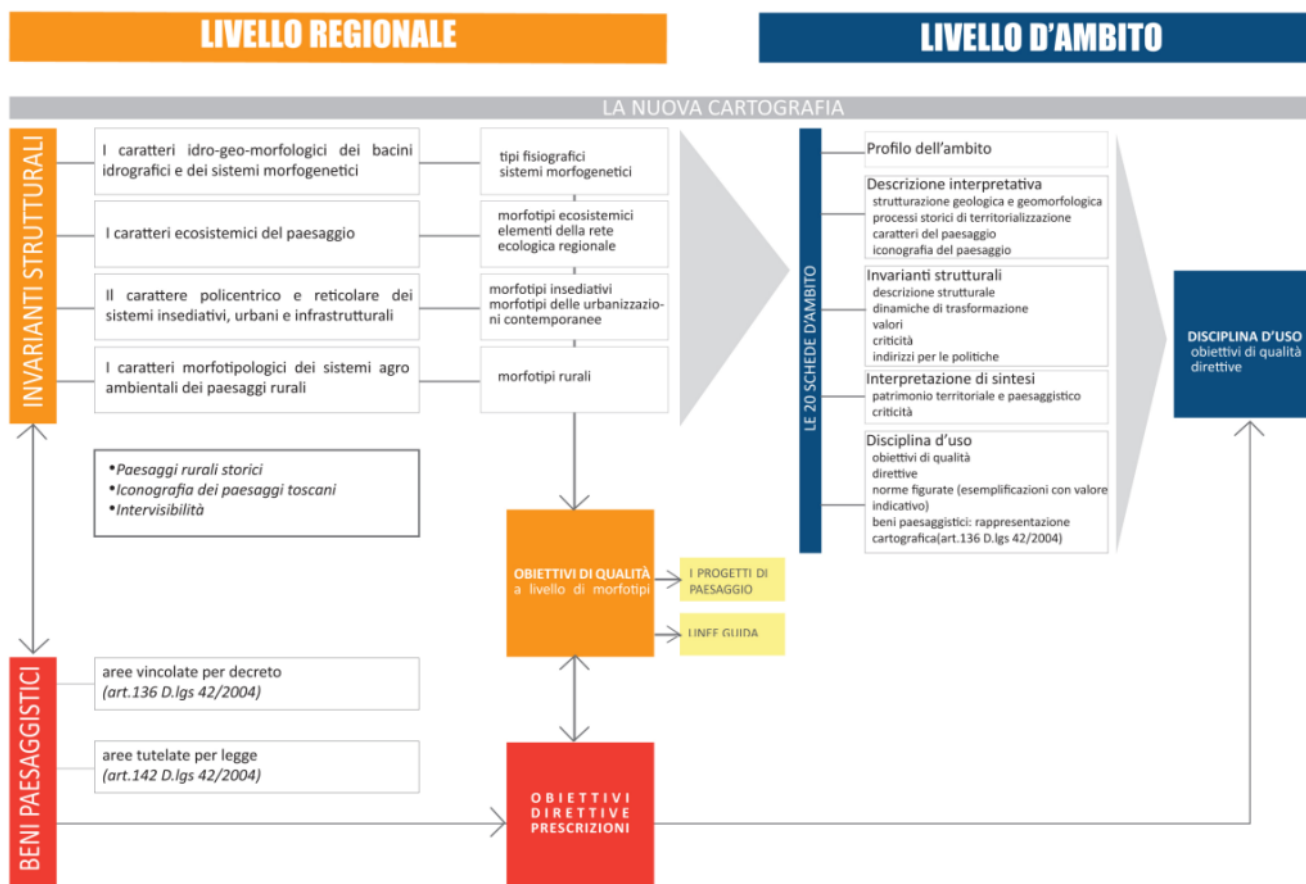 LIVELLO REGIONALE
LIVELLO D'AMBITO
LA NUOVA CARTOGRAFIA
INVARIANTI STRUTTURALI
I caratteri idro-geo-morfologici dei bacini
idrografici e dei sistemi morfogenetici
tipi fisiografici
sistemi morfogenetici
I caratteri ecosistemici del paesaggio
morfotipi ecosistemici
elementi della rete
ecologica regionale
Il carattere policentrico e reticolare dei
sistemi insediativi, urbani e infrastrutturali
morfotipi insediativi
morfotipi delle urbanizzazio-
ni contemporanee
I caratteri morfotipologici dei sistemi agro
ambientali dei paesaggi rurali
morfotipi rurali
•Paesaggi rurali storici
•Iconografia dei paesaggi toscani
•Intervisibilità
OBIETTIVI DI QUALITÀ
a livello di morfotipi
I PROGETTI DI
PAESAGGIO
LINEE GUIDA
BENI PAESAGGISTICI
aree vincolate per decreto
(art.136 D.lgs 42/2004)
aree tutelate per legge
(art.142 D.lgs 42/2004)
OBIETTIVI
DIRETTIVE
PRESCRIZIONI
LE 20 SCHEDE D'AMBITO
Profilo dell'ambito
Descrizione interpretativa
strutturazione geologica e geomorfologica
processi storici di territorializzazione
caratteri del paesaggio
iconografia del paesaggio
Invarianti strutturali
descrizione strutturale
dinamiche di trasformazione
valori
criticità
indirizzi per le politiche
Interpretazione di sintesi
patrimonio territoriale e paesaggistico
criticità
Disciplina d'uso
obiettivi di qualità
direttive
norme figurate (esemplificazioni con valore
indicativo)
beni paesaggistici: rappresentazione
cartografica(art.136 D.lgs 42/2004)
DISCIPLINA D'USO
obiettivi di qualità
direttive